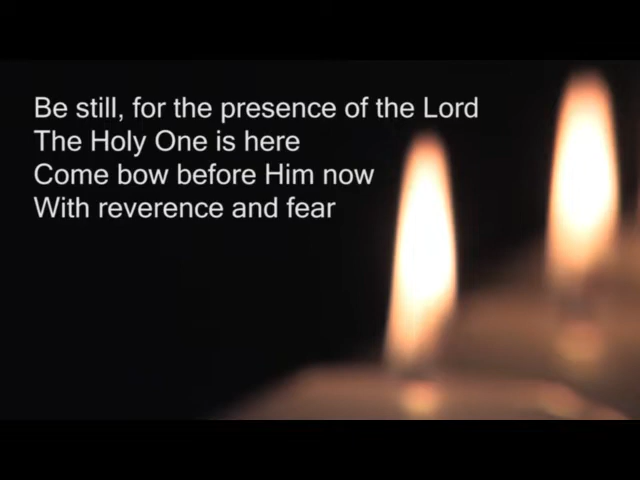 Be still, for the presence of the Lord
The Holy One is here
Come bow before Him now
With reverence and fear